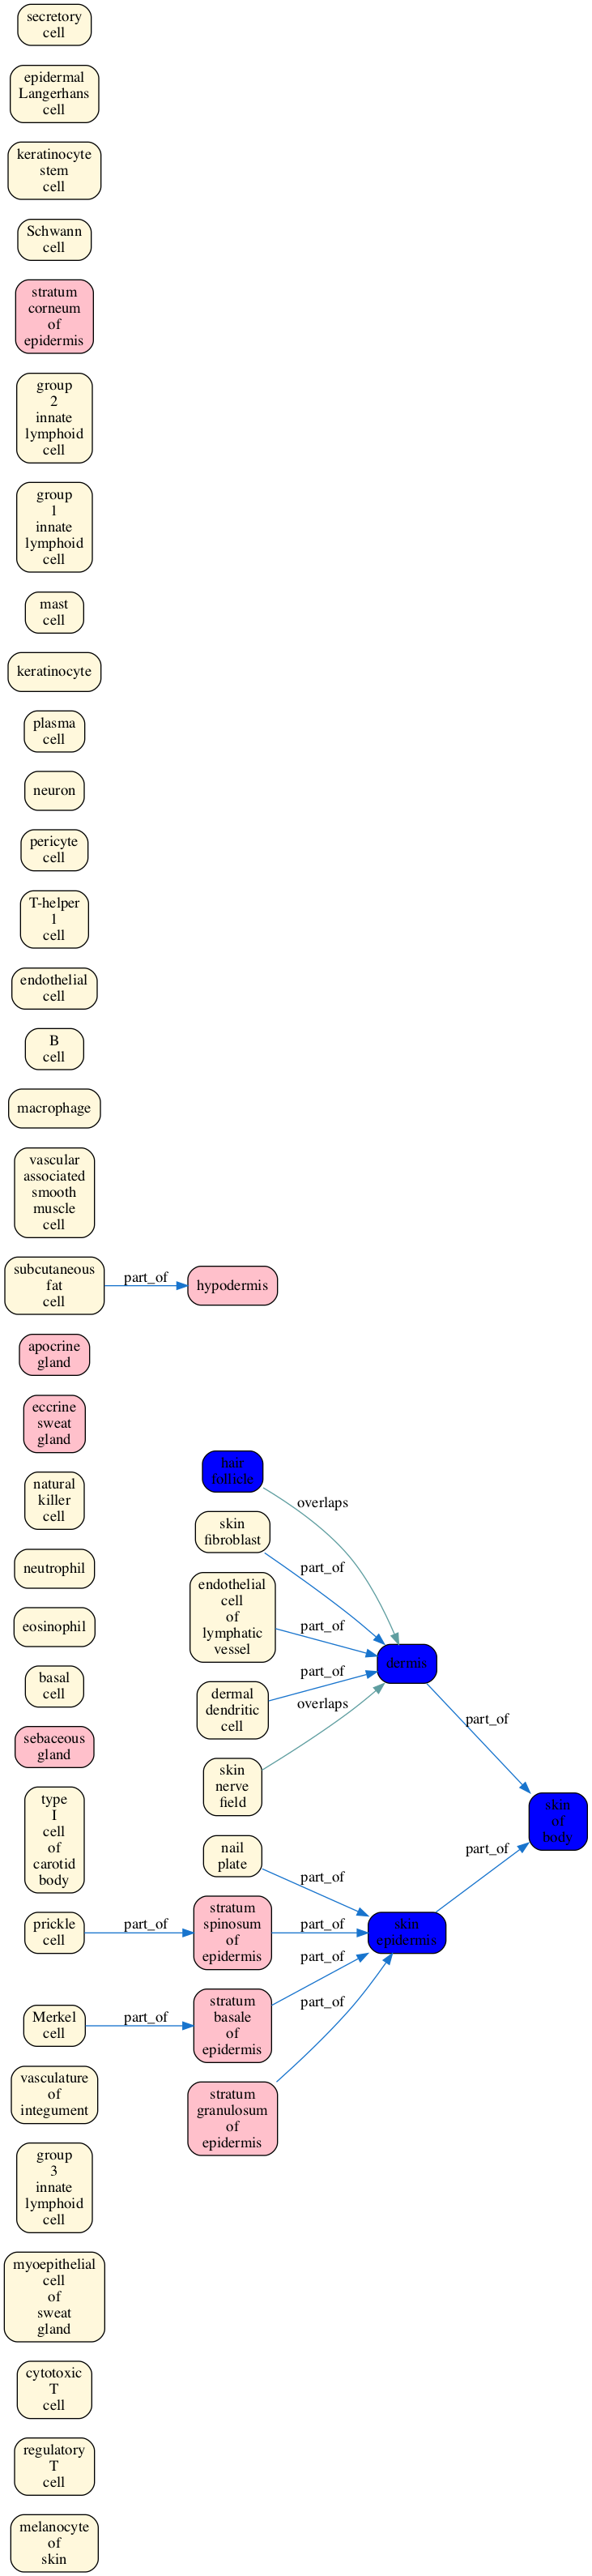 secretory
cell
epidermal
Langerhans
cell
keratinocyte
stem
cell
Schwann
cell
stratum
corneum
of
epidermis
group
2
innate
lymphoid
cell
group
1
innate
lymphoid
cell
mast
cell
keratinocyte
plasma
cell
neuron
pericyte
cell
T-helper
1
cell
endothelial
cell
B
cell
macrophage
vascular
associated
smooth
muscle
cell
subcutaneous
fat
cell
part_of
hypodermis
apocrine
gland
eccrine
sweat
gland
natural
killer
cell
neutrophil
eosinophil
basal
cell
sebaceous
gland
type
I
cell
of
carotid
body
prickle
cell
part_of
Merkel
cell
part_of
vasculature
of
integument
group
3
innate
lymphoid
cell
myoepithelial
cell
of
sweat
gland
cytotoxic
T
cell
regulatory
T
cell
melanocyte
of
skin
hair
follicle
overlaps
skin
fibroblast
part_of
endothelial
cell
of
lymphatic
vessel
part_of
dermal
dendritic
cell
part_of
skin
nerve
field
overlaps
nail
plate
part_of
stratum
spinosum
of
epidermis
part_of
stratum
basale
of
epidermis
part_of
stratum
granulosum
of
epidermis
part_of
dermis
part_of
skin
epidermis
part_of
skin
of
body